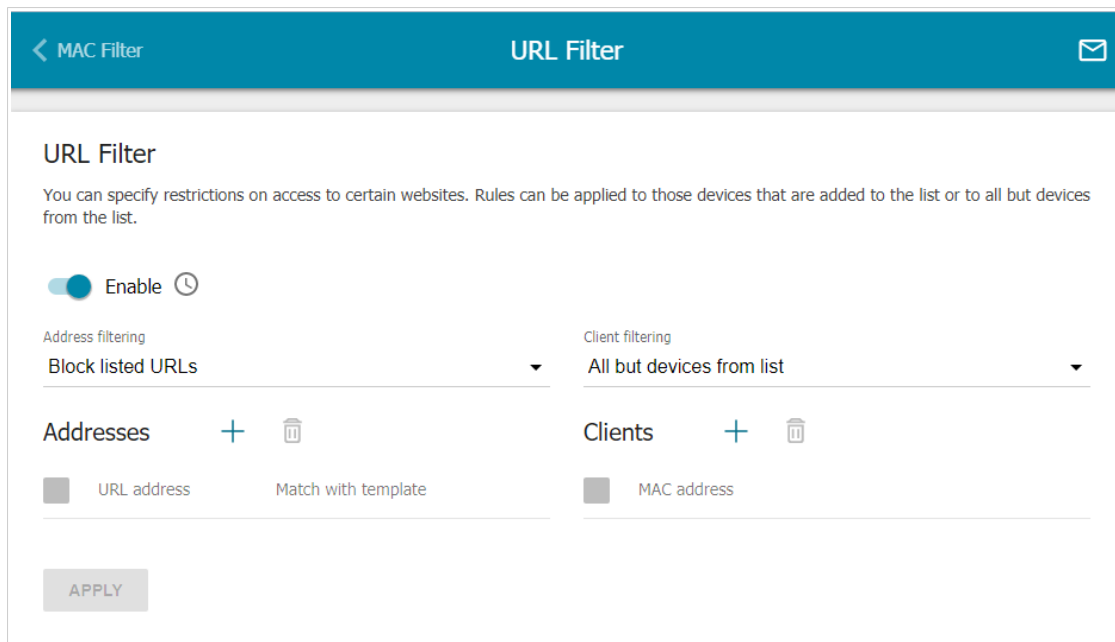 MAC Filter
URL Filter
URL Filter
You can specify restrictions on access to certain websites. Rules can be applied to those devices that are added to the list or to all but devices
from the list.
Enable
Address filtering
Block listed URLs
Client filtering
All but devices from list
Addresses
Clients
URL address
Match with template
MAC address
APPLY